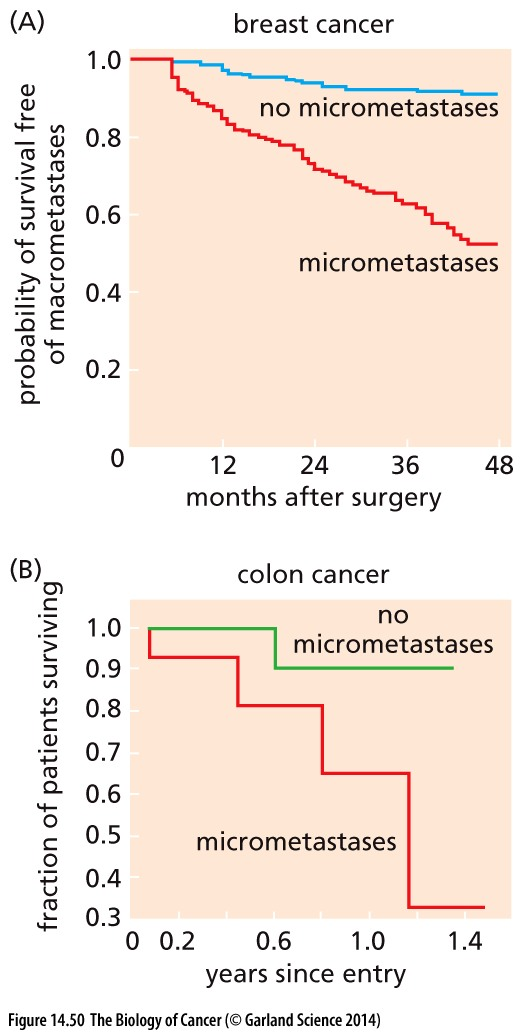 (A)
breast cancer
probability of survival free
of macrometastases
1.0
0.8
0.6
0.4
0.2
0
no micrometastases
micrometastases
12 24 36 48
months after surgery
(B)
colon cancer
fraction of patients surviving
1.0
0.9
0.8
0.7
0.6
0.5
0.4
0.3
no
micrometastases
micrometastases
0 0.2 0.6 1.0 1.4
years since entry
Figure 14.50 The Biology of Cancer (© Garland Science 2014)